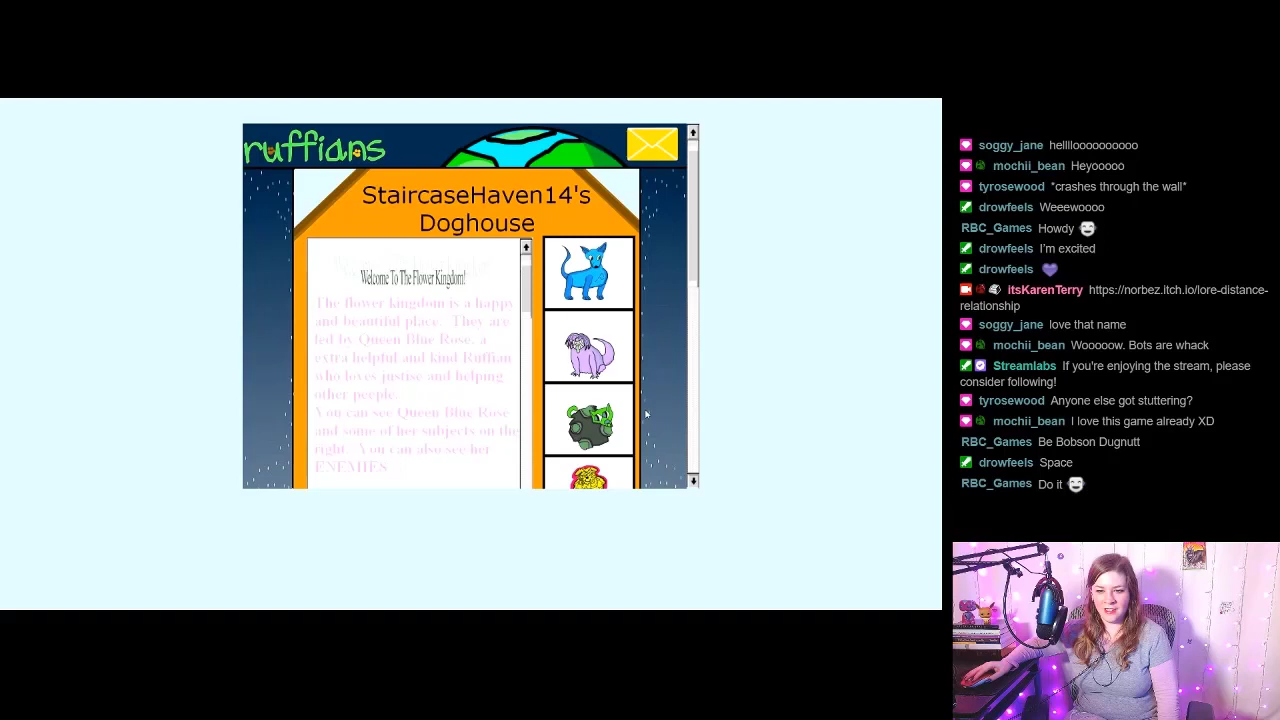 ruffians
StaircaseHaven14's
Doghouse
Welcome To The Flower Kingdom!
The flower kingdom is a happy
and beautiful place. They are
led by Queen Blue Rose, a
extra helpful and kind Ruffian
who loves justise and helping
other people.
You can see Queen Blue Rose
and some of her subjects on the
right. You can also see her
ENEMIES
soggy_jane hellllooooooooo
mochii_bean Heyoooo
tyrosewood *crashes through the wall*
drowfeels Weeewoooo
RBC_Games Howdy
drowfeels I'm excited
drowfeels
itsKarenTerry https://norbez.itch.io/lore-distance-
relationship
soggy_jane love that name
mochii_bean Wooooow. Bots are whack
Streamlabs If you're enjoying the stream, please
consider following!
tyrosewood Anyone else got stuttering?
mochii_bean I love this game already XD
RBC_Games Be Bobson Dugnutt
drowfeels Space
RBC_Games Do it